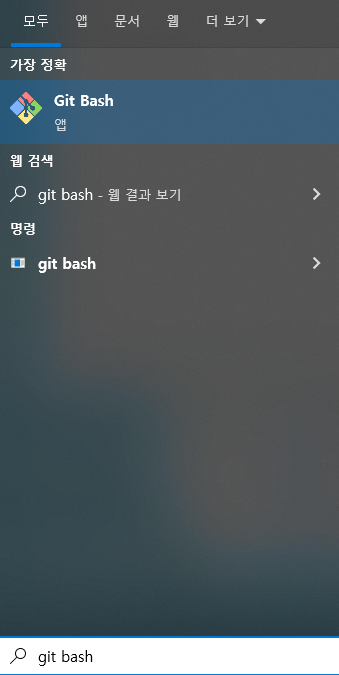 모두 앱 문서 웹 더 보기
가장 정확
Git Bash
앱
웹 검색
git bash - 웹 결과 보기
명령
git bash
git bash